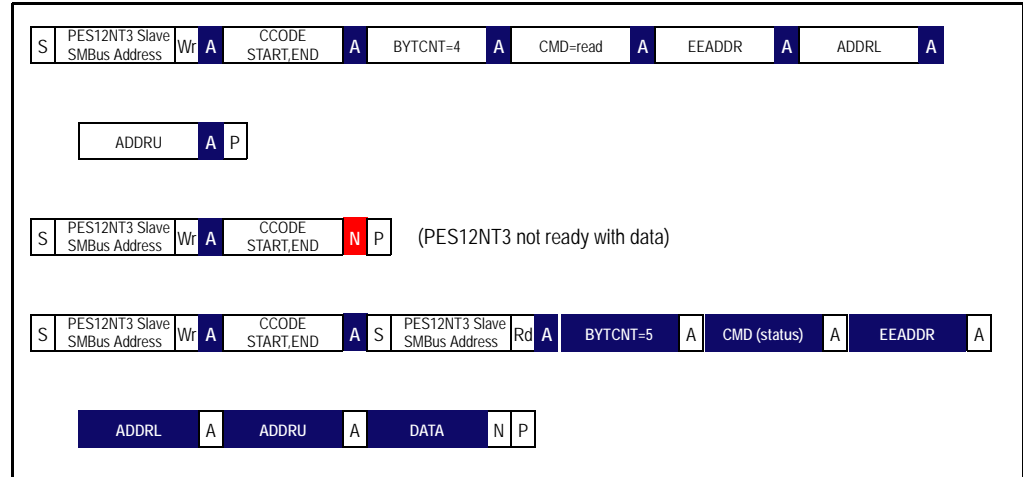 S PES12NT3 Slave SMBus Address Wr A CCODE START,END A BYTCNT=4 A CMD=read A EEADDR A ADDRL A
ADDRU A P
S PES12NT3 Slave SMBus Address Wr A CCODE START,END N P (PES12NT3 not ready with data)
S PES12NT3 Slave SMBus Address Wr A CCODE START,END A S PES12NT3 Slave SMBus Address Rd A BYTCNT=5 A CMD (status) A EEADDR A
ADDRL A ADDRU A DATA N P